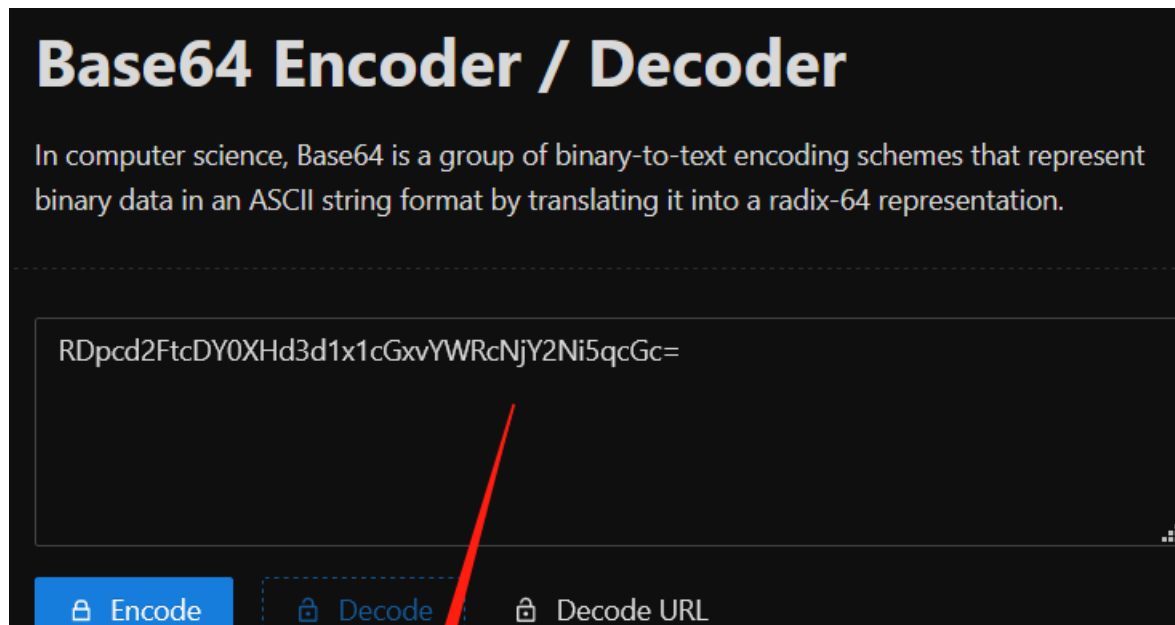 Base64 Encoder / Decoder
In computer science, Base64 is a group of binary-to-text encoding schemes that represent
binary data in an ASCII string format by translating it into a radix-64 representation.
RDpcd2FtcDY0XHd3d1x1cGxvYWRcNjY2Ni5qcGc=
Encode Decode Decode URL